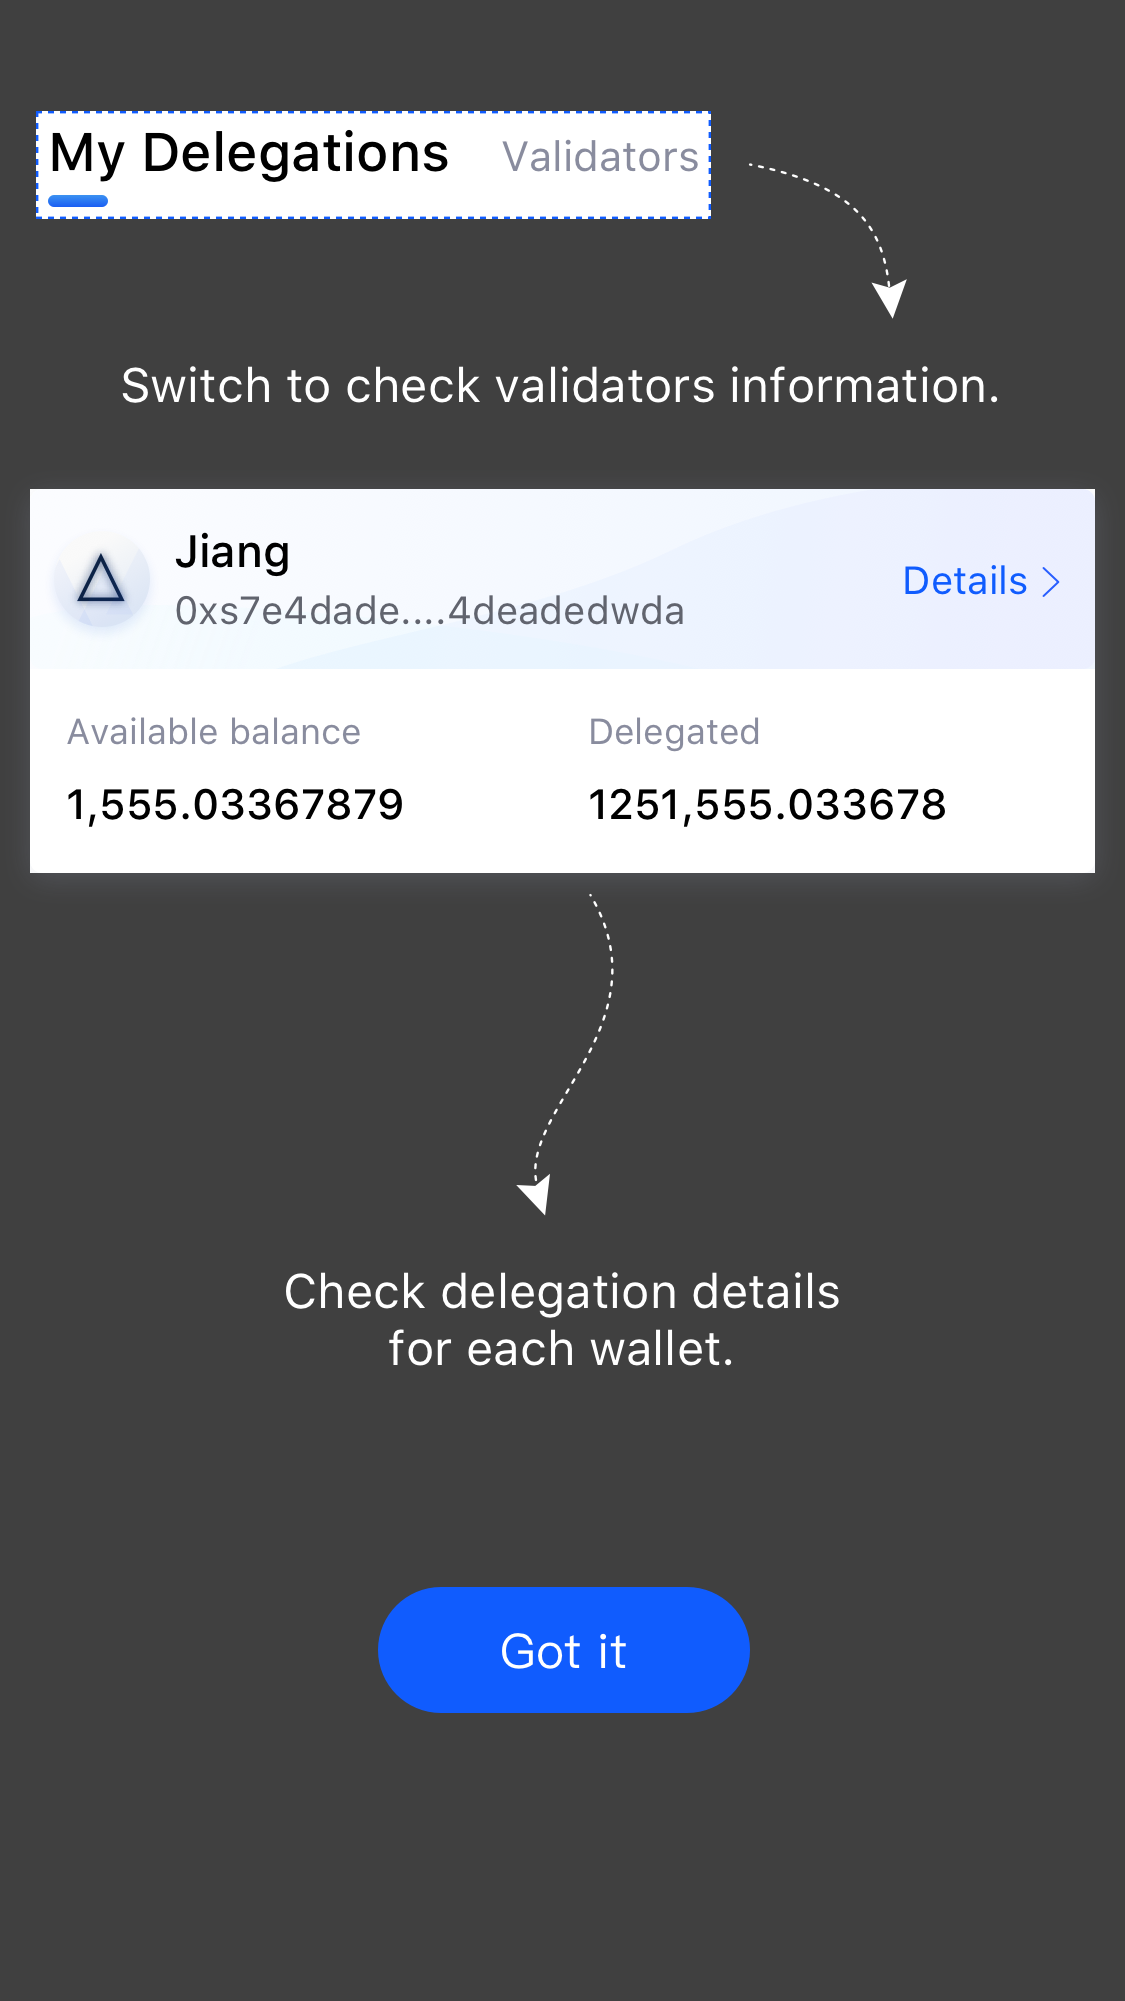 My Delegations Validators
Switch to check validators information.
Jiang
0xs7e4dade....4deadedwda
Details
Available balance Delegated
1,555.03367879 1251,555.033678
Check delegation details
for each wallet.
Got it